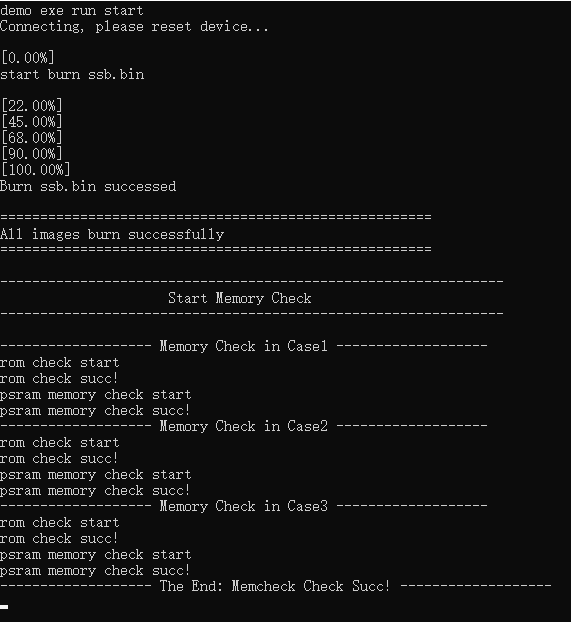 demo exe run start
Connecting, please reset device...
[0.00%]
start burn ssb.bin
[22.00%]
[45.00%]
[68.00%]
[90.00%]
[100.00%]
Burn ssb.bin successed
======================================================
All images burn successfully
======================================================
---------------------------------------------------------------
Start Memory Check
---------------------------------------------------------------
------------------- Memory Check in Case1 -------------------
rom check start
rom check succ!
psram memory check start
psram memory check succ!
------------------- Memory Check in Case2 -------------------
rom check start
rom check succ!
psram memory check start
psram memory check succ!
------------------- Memory Check in Case3 -------------------
rom check start
rom check succ!
psram memory check start
psram memory check succ!
------------------- The End: Memcheck Check Succ! -------------------